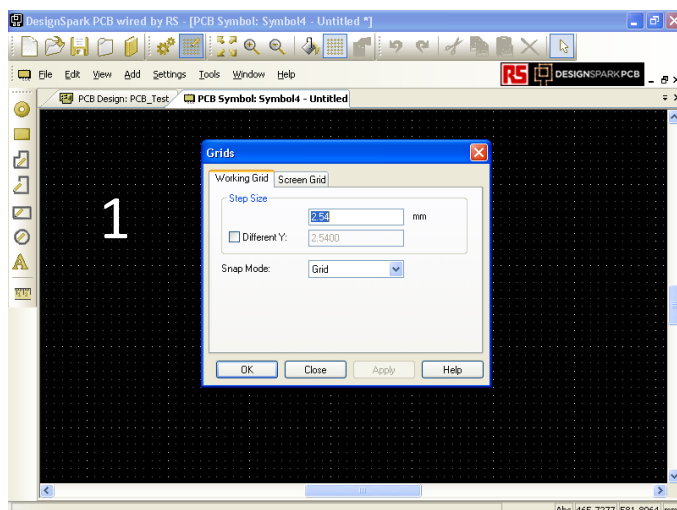 DesignSpark PCB wired by RS - [PCB Symbol: Symbol4 - Untitled *]
File Edit View Add Settings Tools Window Help
RS DESIGNSPARK PCB
PCB Design: PCB_Test PCB Symbol: Symbol4 - Untitled
Grids
Working Grid Screen Grid
Step Size
2.54 mm
Different Y: 2.5400
1
Snap Mode: Grid
OK Close Apply Help